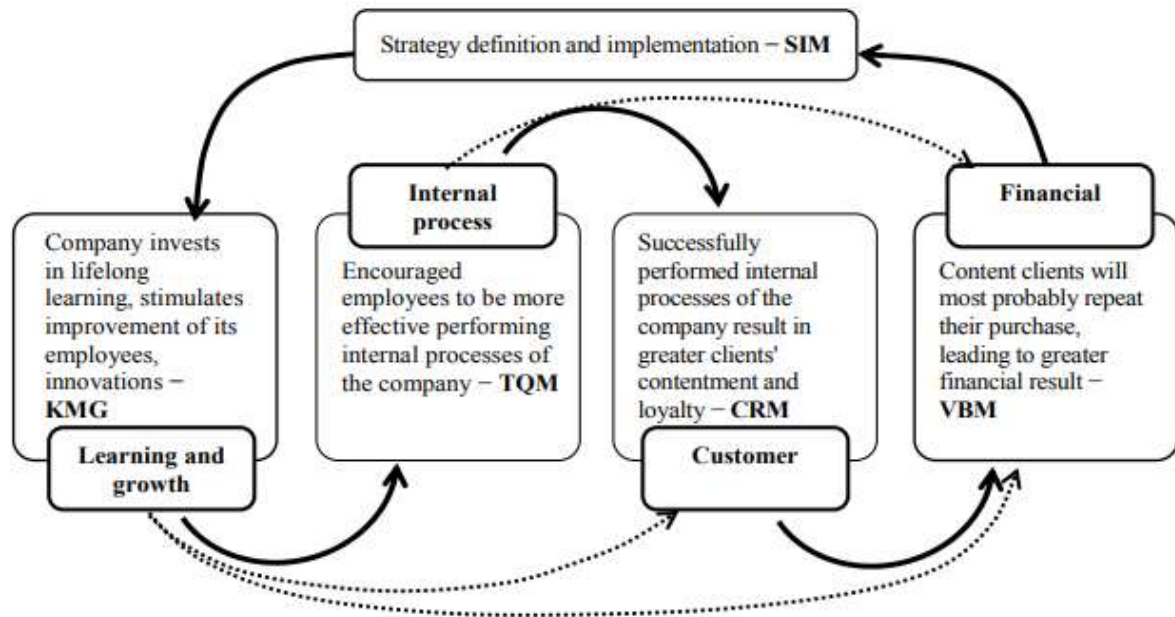 Strategy definition and implementation − SIM
Company invests
in lifelong
learning, stimulates
improvement of its
employees,
innovations −
KMG
Learning and
growth
Internal
process
Encouraged
employees to be more
effective performing
internal processes of
the company − TQM
Successfully
performed internal
processes of the
company result in
greater clients'
contentment and
loyalty − CRM
Customer
Financial
Content clients will
most probably repeat
their purchase,
leading to greater
financial result −
VBM